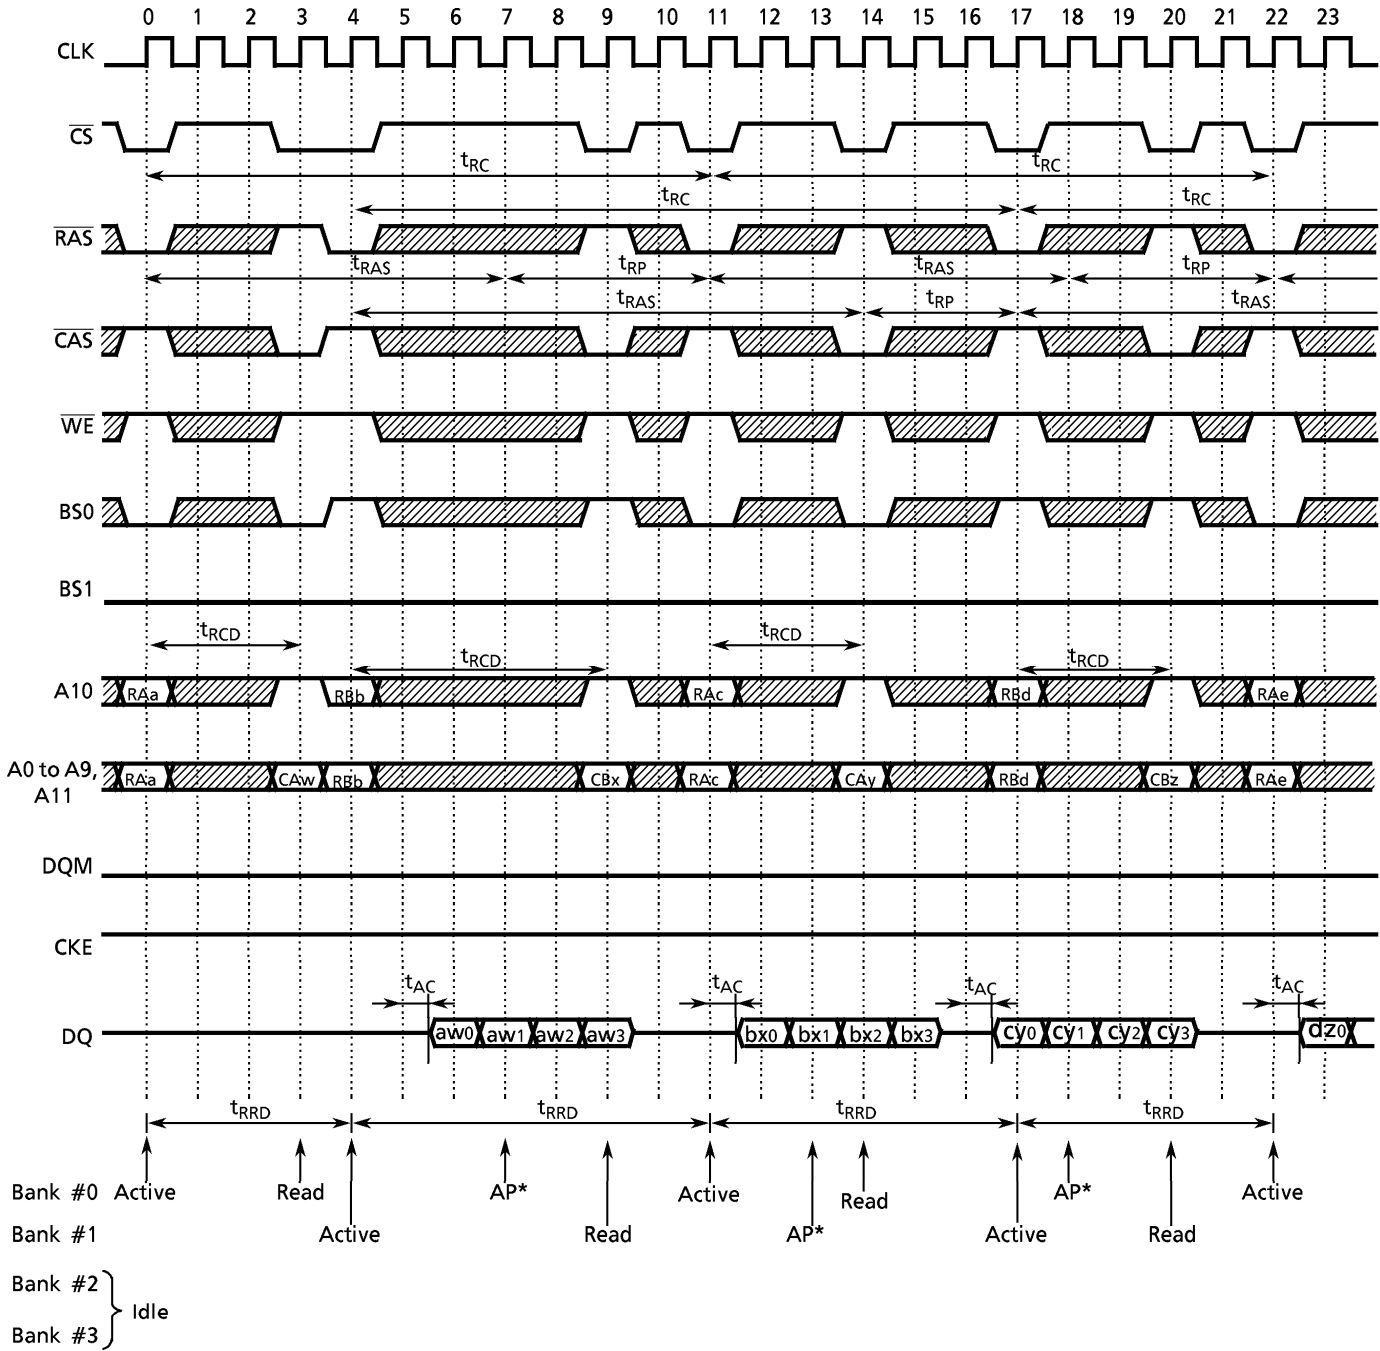 0 1 2 3 4 5 6 7 8 9 10 11 12 13 14 15 16 17 18 19 20 21 22 23
CLK
CS
tRC tRC
tRC tRC
RAS
tRAS tRP tRAS tRP
tRAS tRP tRAS
CAS
WE
BS0
BS1
tRCD tRCD
tRCD tRCD
A10 RAa RBb RAc RBd RAe
A0 to A9,
A11
RAa CAw RBb CBx RAc CAy RBd CBz RAe
DQM
CKE
tAC tAC tAC tAC
DQ aw0 aw1 aw2 aw3 bx0 bx1 bx2 bx3 cy0 cy1 cy2 cy3 dz0
tRRD tRRD tRRD tRRD
Bank #0 Active Read AP* Active Read AP* Active
Bank #1 Active Read AP* Active Read
Bank #2
Idle
Bank #3